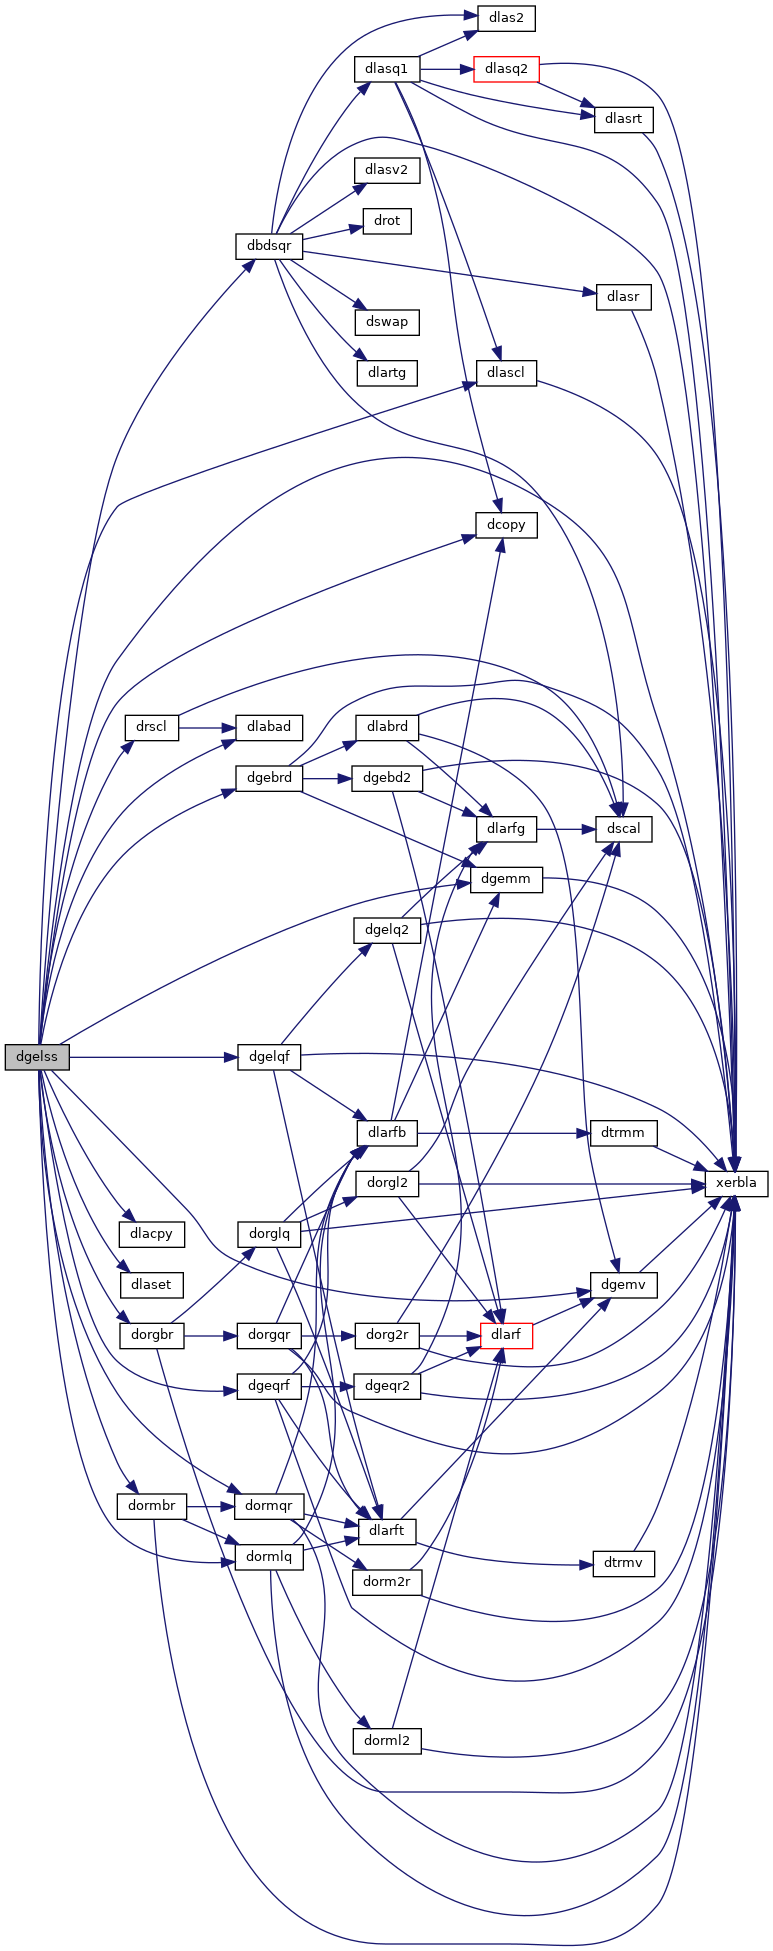 dlas2
dlasq1
dlasq2
dlasrt
dlasv2
drot
dbdsqr
dlasr
dswap
dlartg
dlascl
dcopy
drscl
dlabad
dlabrd
dgebrd
dgebd2
dlarfg
dscal
dgemm
dgelq2
dgelss
dgelqf
dlarfb
dtrmm
dorgl2
xerbla
dlacpy
dorglq
dlaset
dgemv
dorgbr
dorgqr
dorg2r
dlarf
dgeqrf
dgeqr2
dormbr
dormqr
dlarft
dormlq
dtrmv
dorm2r
dorml2